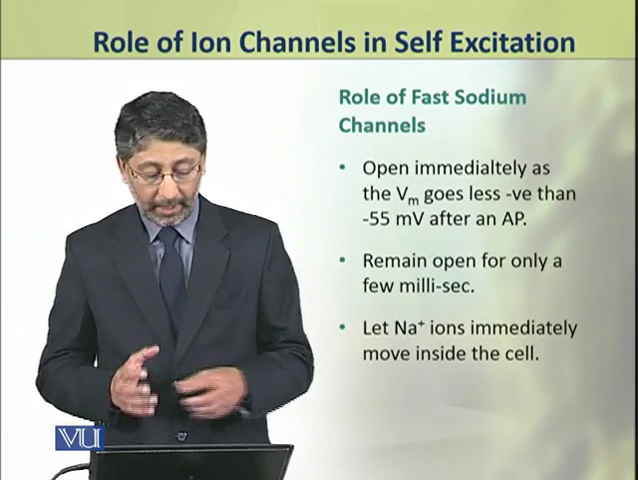 Role of Ion Channels in Self Excitation
Role of Fast Sodium
Channels
• Open immedialtely as
the Vm goes less -ve than
-55 mV after an AP.
• Remain open for only a
few milli-sec.
• Let Na⁺ ions immediately
move inside the cell.
VU